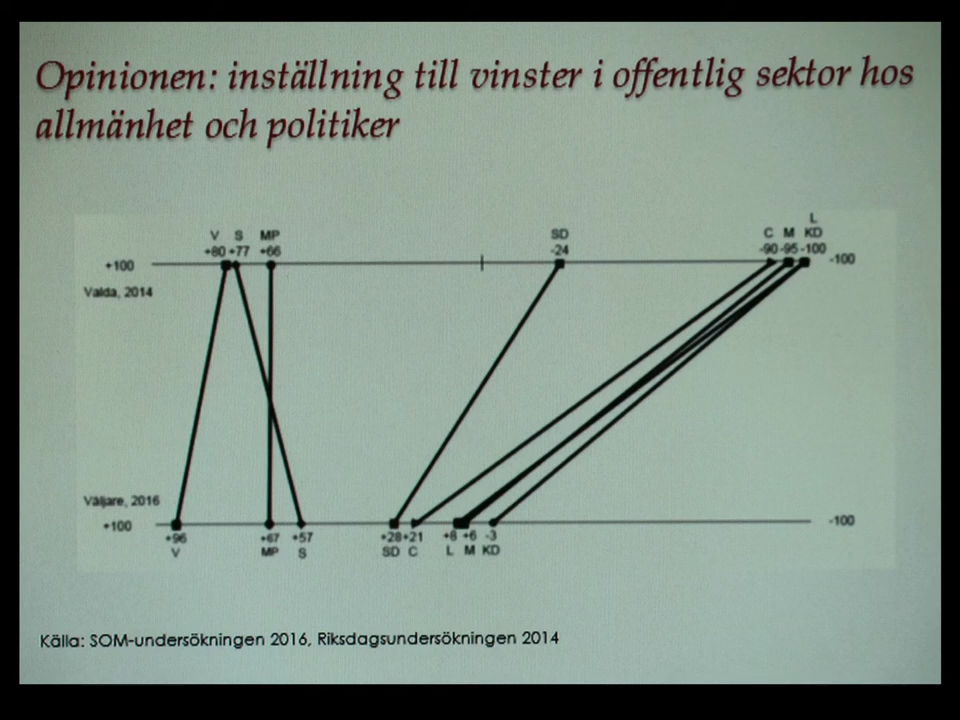 Opinionen: inställning till vinster i offentlig sektor hos
allmänhet och politiker
L
V S MP SD C M KD
+80 +77 +66 -24 -90 -95 -100
+100 -100
Valda, 2014
Väljare, 2016
+100 -100
+96 +67 +57 +28 +21 +8 +6 -3
V MP S SD C L M KD
Källa: SOM-undersökningen 2016, Riksdagsundersökningen 2014